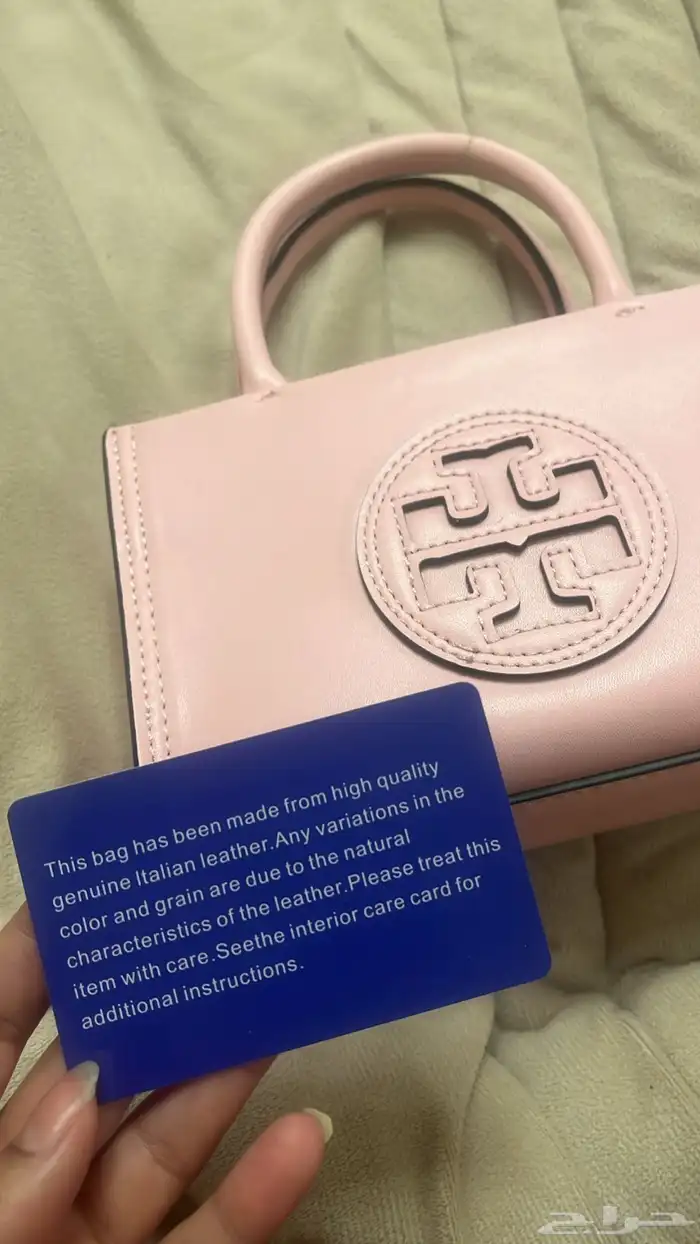 This bag has been made from high quality
genuine Italian leather.Any variations in the
color and grain are due to the natural
characteristics of the leather.Please treat this
item with care.Seethe interior care card for
additional instructions.
حراج